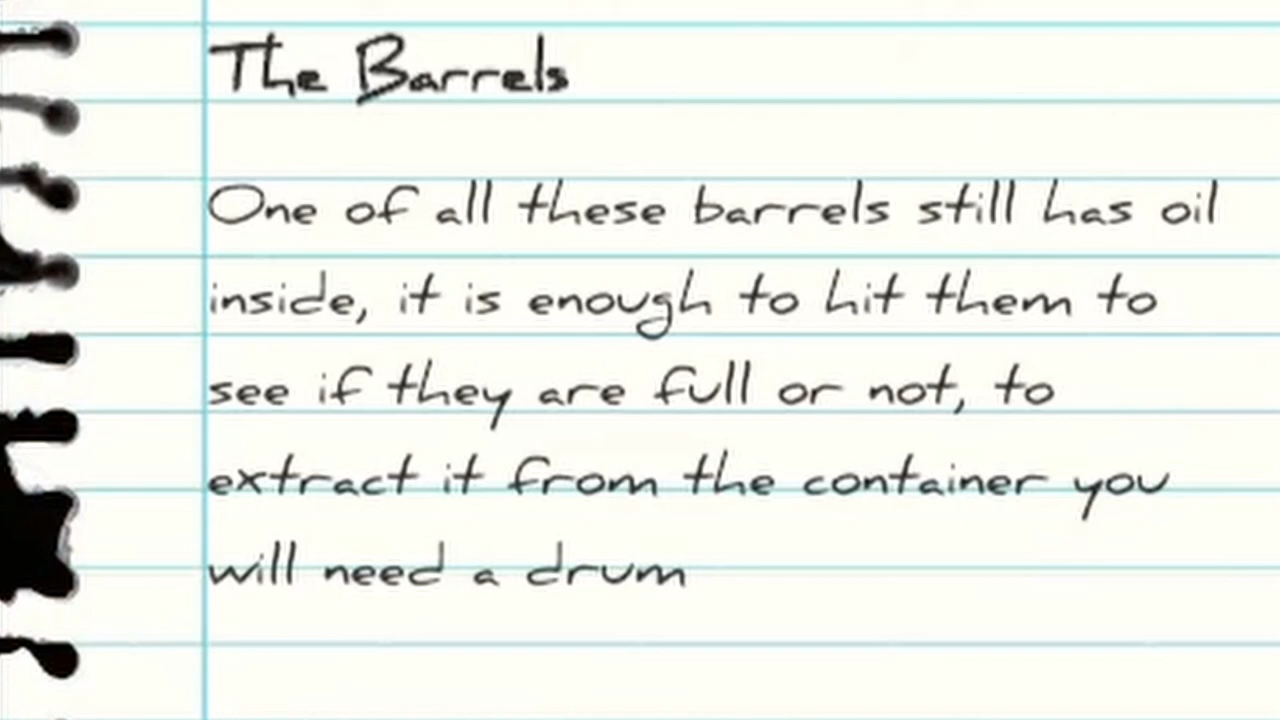 The Barrels
One of all these barrels still has oil
inside, it is enough to hit them to
see if they are full or not, to
extract it from the container you
will need a drum